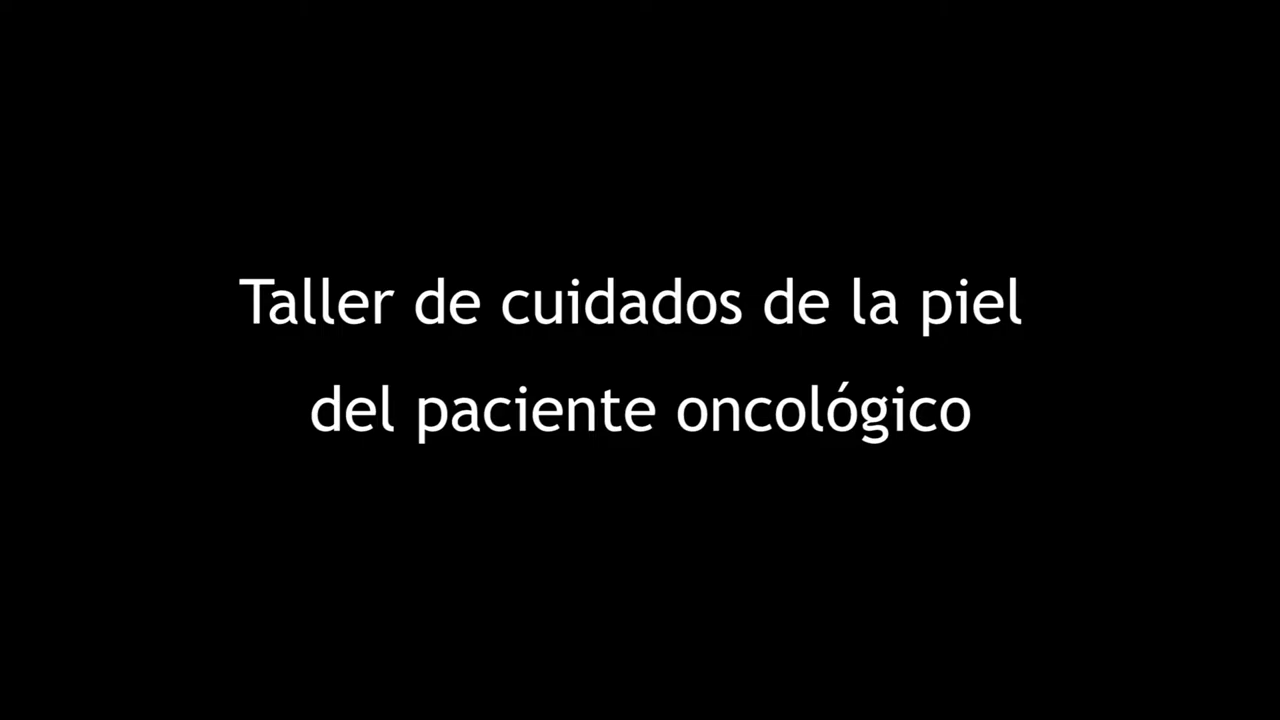 Taller de cuidados de la piel
del paciente oncológico